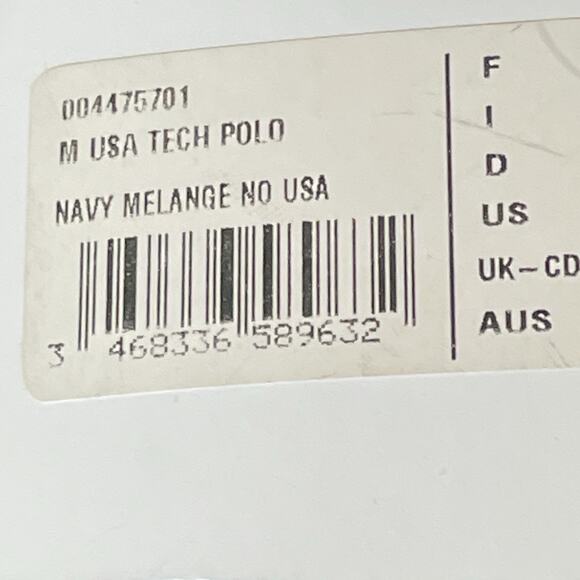 004475701
M USA TECH POLO
NAVY MELANGE NO USA
3 468336 589632
F
I
D
US
UK-CD
AUS